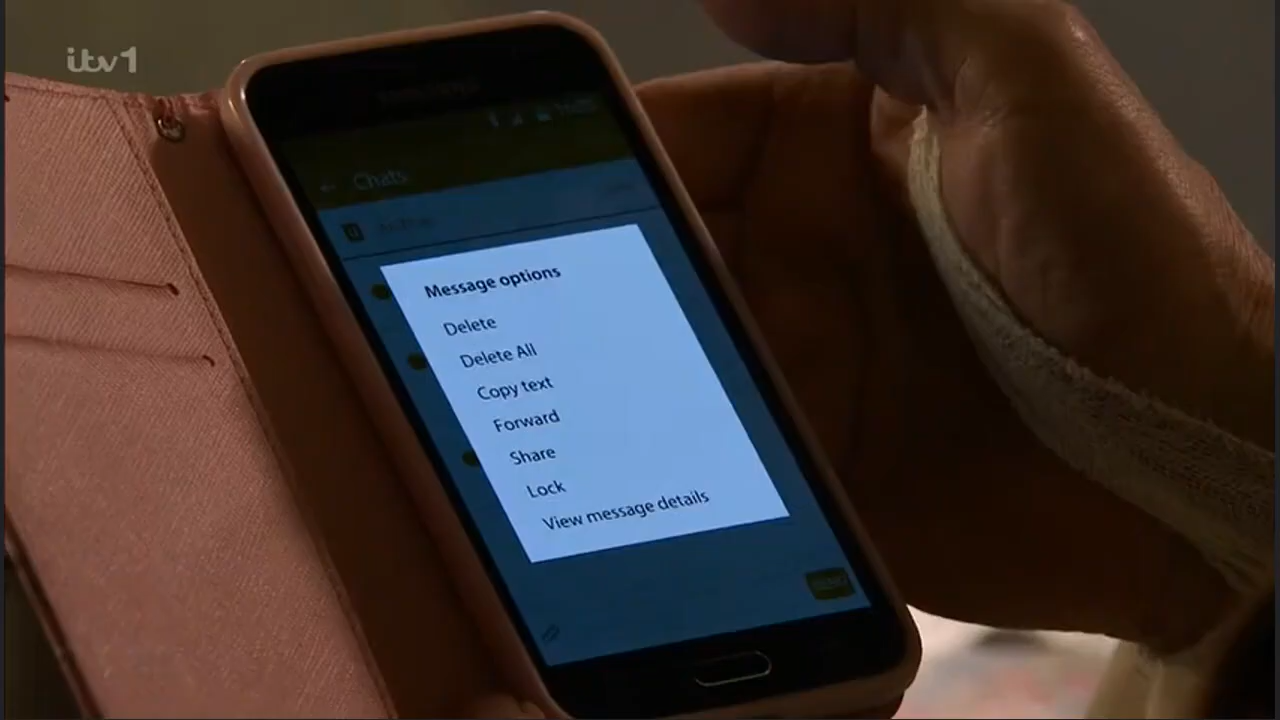 itv1
Chats
Message options
Delete
Delete All
Copy text
Forward
Share
Lock
View message details